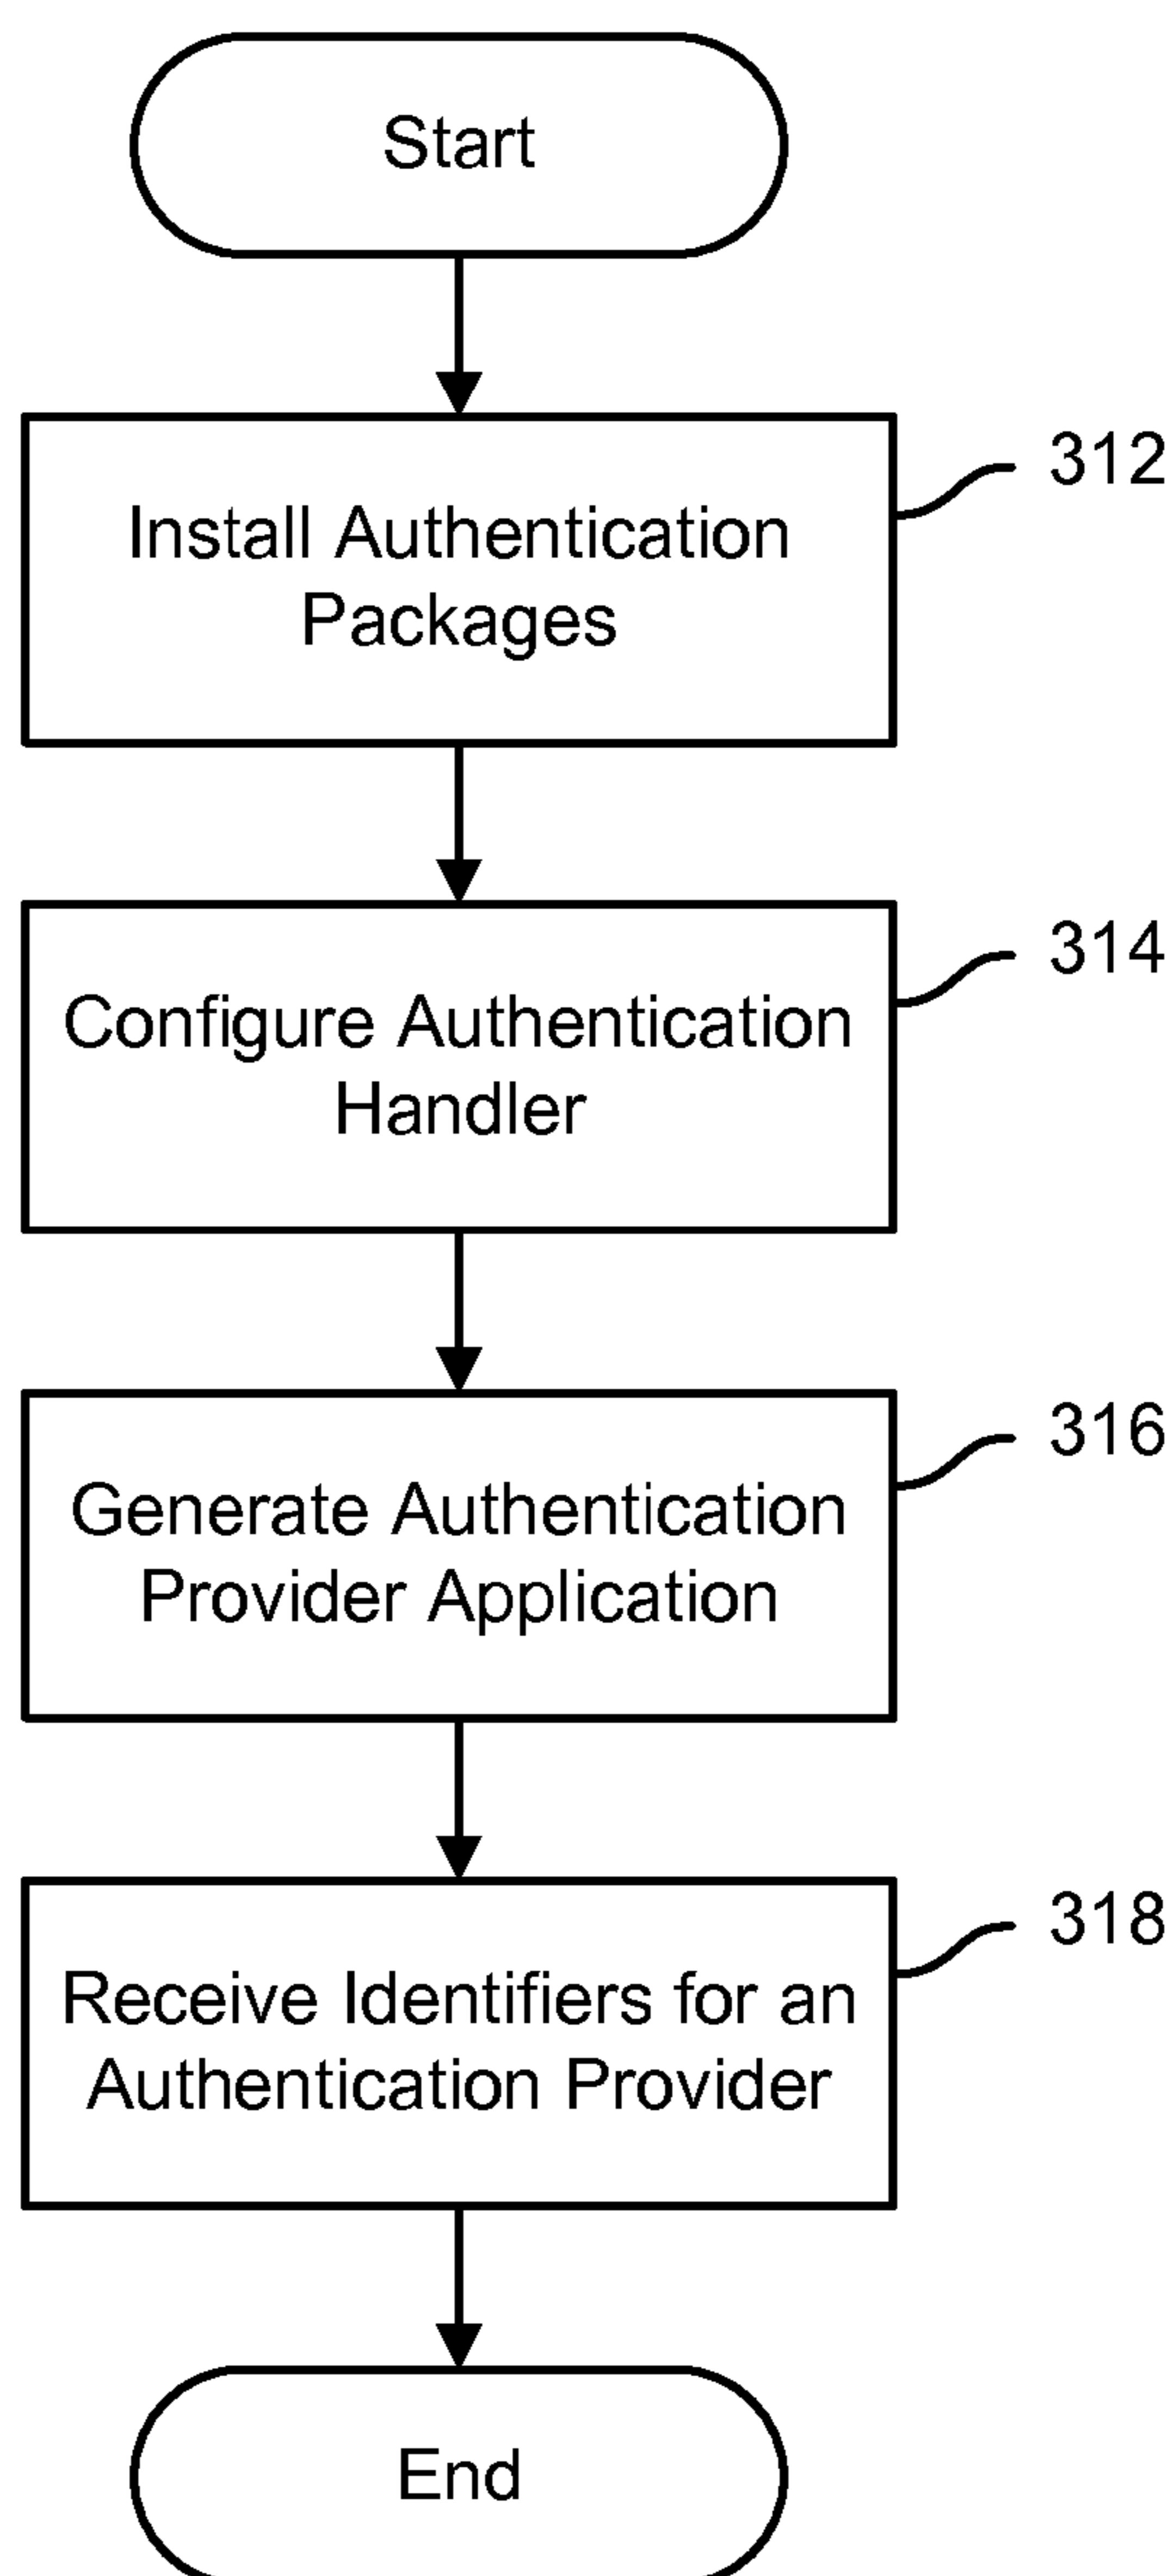 Start
312
Install Authentication
Packages
314
Configure Authentication
Handler
316
Generate Authentication
Provider Application
318
Receive Identifiers for an
Authentication Provider
End